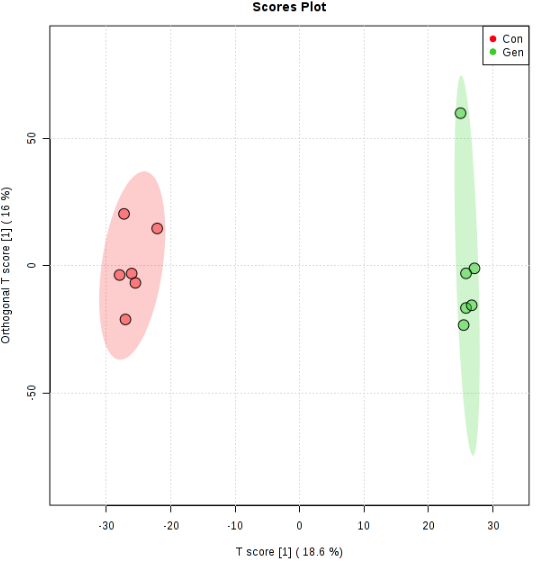 Scores Plot
Con
Gen
Orthogonal T score [1] ( 16 %)
50
0
-50
-30 -20 -10 0 10 20 30
T score [1] ( 18.6 %)